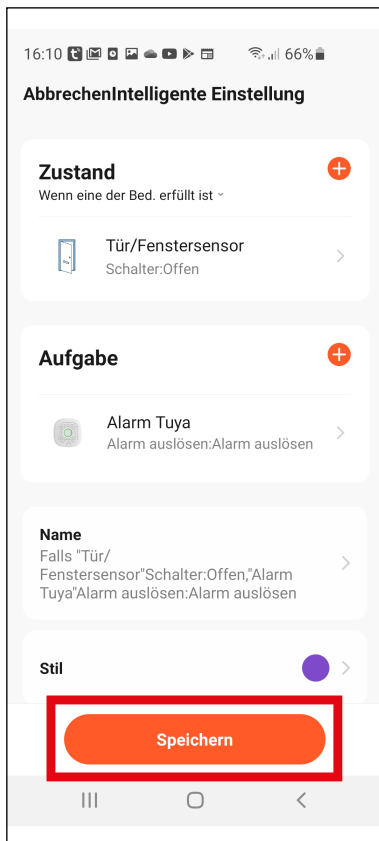 16:10 66%
AbbrechenIntelligente Einstellung
Zustand
Wenn eine der Bed. erfüllt ist
Tür/Fenstersensor
Schalter:Offen
Aufgabe
Alarm Tuya
Alarm auslösen:Alarm auslösen
Name
Falls "Tür/
Fenstersensor"Schalter:Offen,"Alarm
Tuya"Alarm auslösen:Alarm auslösen
Stil
Speichern